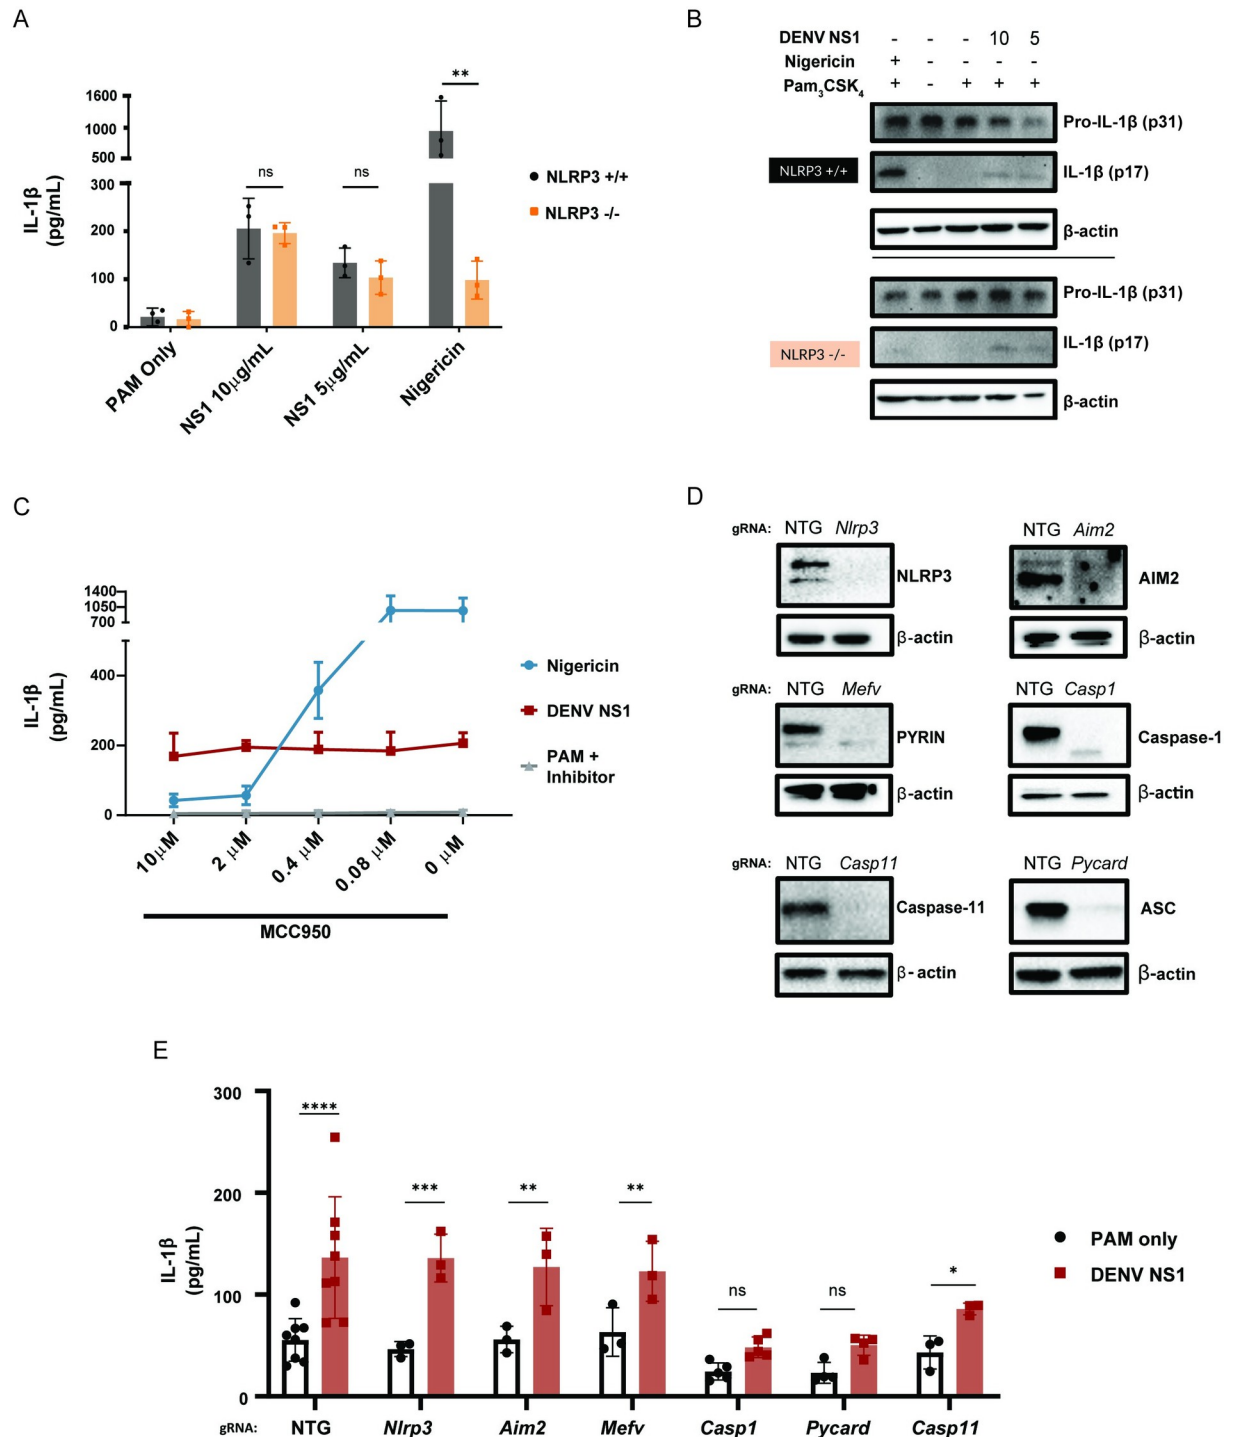 A
IL-1β
(pg/mL)
1600
1000
500
300
200
100
0
ns
ns
**
NLRP3 +/+
NLRP3 -/-
PAM Only
NS1 10μg/mL
NS1 5μg/mL
Nigericin
B
DENV NS1 - - - 10 5
Nigericin + - - - -
Pam3CSK4 + - + + +
Pro-IL-1β (p31)
NLRP3 +/+
IL-1β (p17)
β-actin
Pro-IL-1β (p31)
IL-1β (p17)
NLRP3 -/-
β-actin
C
IL-1β
(pg/mL)
1400
1050
700
400
200
0
Nigericin
DENV NS1
PAM +
Inhibitor
10μM
2 μM
0.4 μM
0.08 μM
0 μM
MCC950
D
gRNA: NTG Nlrp3
NLRP3
β-actin
NTG Aim2
AIM2
β-actin
gRNA: NTG Mefv
PYRIN
β-actin
NTG Casp1
Caspase-1
β-actin
gRNA: NTG Casp11
Caspase-11
β- actin
NTG Pycard
ASC
β-actin
E
IL-1β
(pg/mL)
300
200
100
0
****
***
**
**
ns
ns
*
PAM only
DENV NS1
gRNA: NTG Nlrp3 Aim2 Mefv Casp1 Pycard Casp11